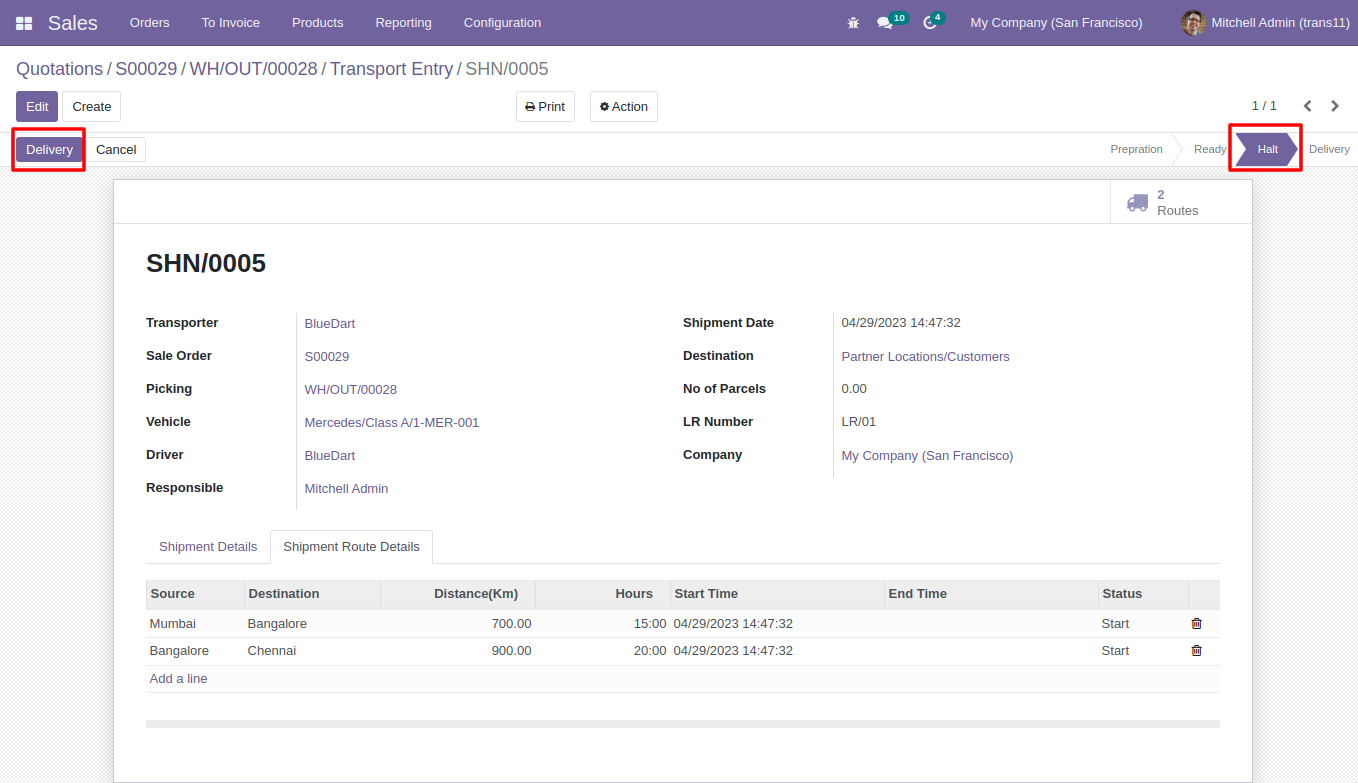 Sales Orders To Invoice Products Reporting Configuration 10 4 My Company (San Francisco) Mitchell Admin (trans11)
Quotations / S00029 / WH/OUT/00028 / Transport Entry / SHN/0005
Edit Create Print Action 1 / 1
Delivery Cancel Prepration Ready Halt Delivery
2
Routes
SHN/0005
Transporter BlueDart Shipment Date 04/29/2023 14:47:32
Sale Order S00029 Destination Partner Locations/Customers
Picking WH/OUT/00028 No of Parcels 0.00
Vehicle Mercedes/Class A/1-MER-001 LR Number LR/01
Driver BlueDart Company My Company (San Francisco)
Responsible Mitchell Admin
Shipment Details Shipment Route Details
Source Destination Distance(Km) Hours Start Time End Time Status
Mumbai Bangalore 700.00 15:00 04/29/2023 14:47:32 Start
Bangalore Chennai 900.00 20:00 04/29/2023 14:47:32 Start
Add a line